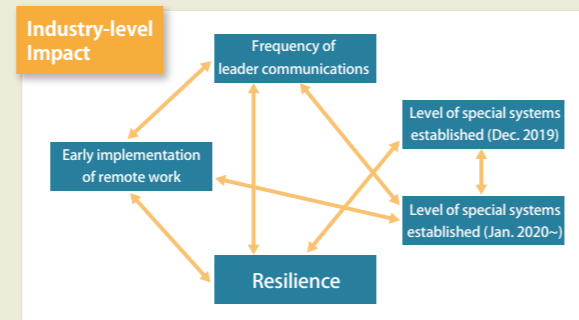 Industry-level
Impact
Frequency of
leader communications
Level of special systems
established (Dec. 2019)
Early implementation
of remote work
Level of special systems
established (Jan. 2020~)
Resilience